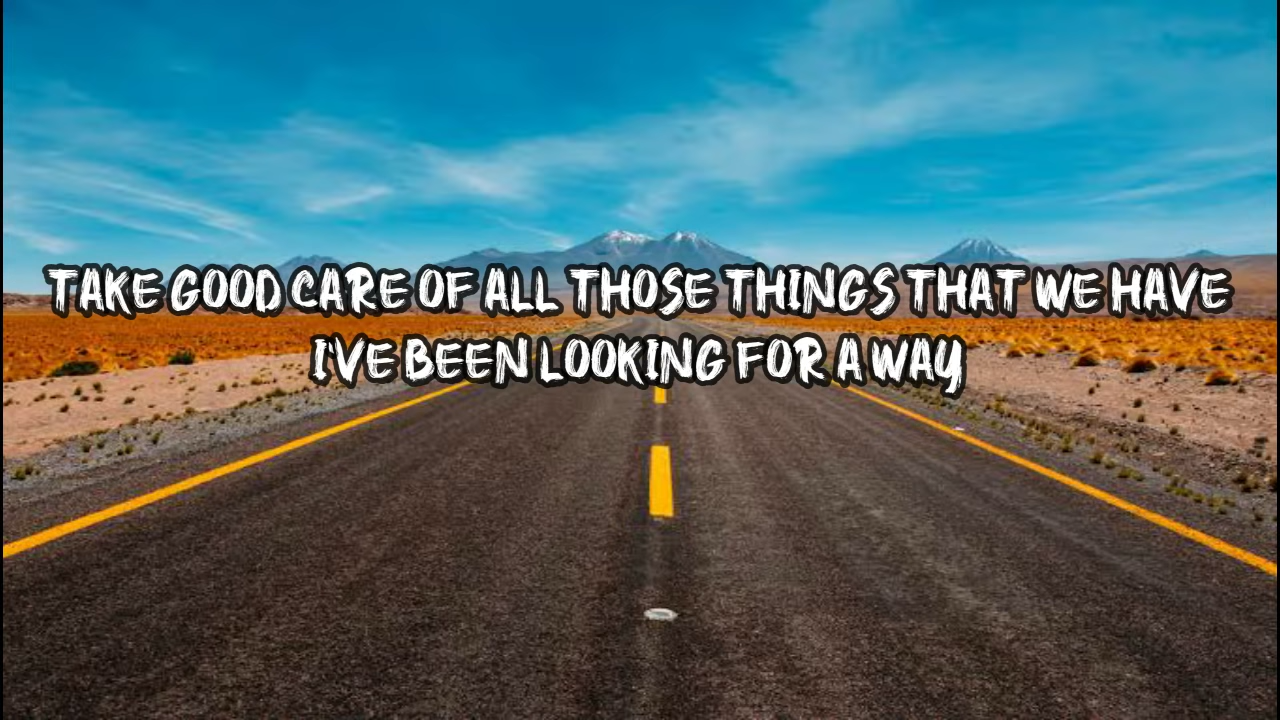 TAKE GOOD CARE OF ALL THOSE THINGS THAT WE HAVE
I'VE BEEN LOOKING FOR A WAY